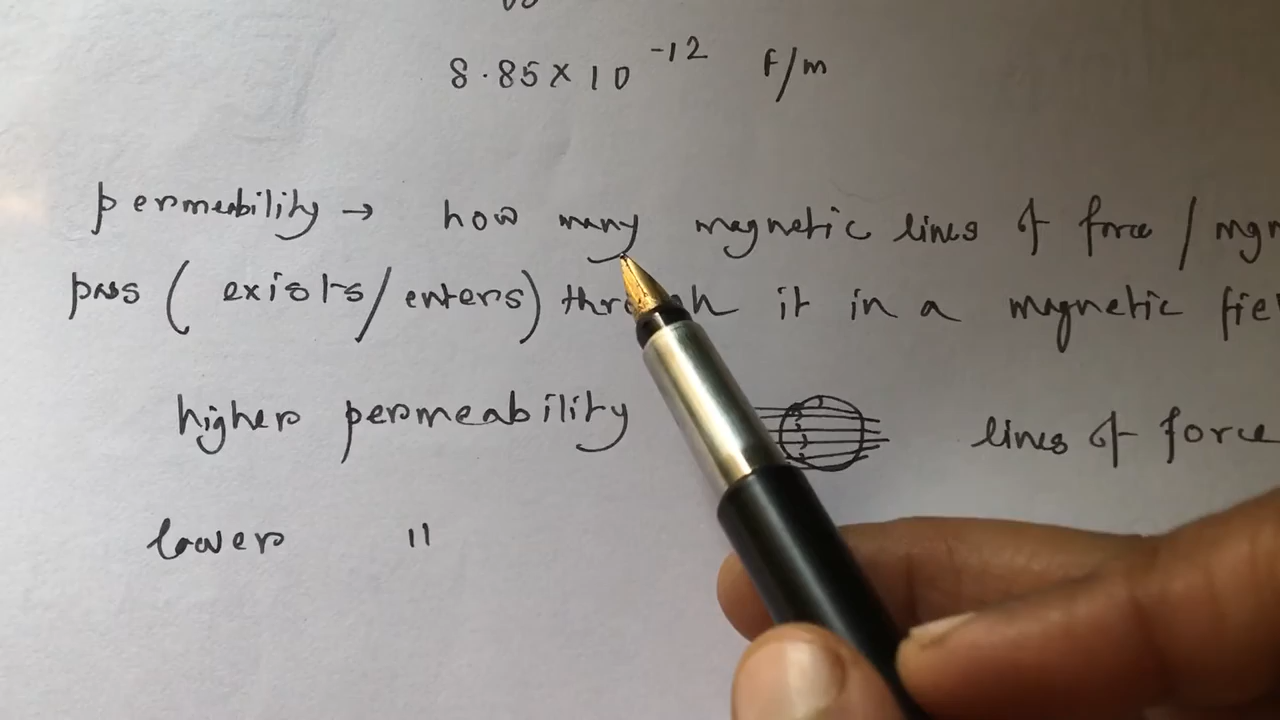 8.85 × 10⁻¹² F/m
permeability → how many magnetic lines of force /
pass ( exists/enters) through it in a magnetic
higher permeability lines of force
lower "